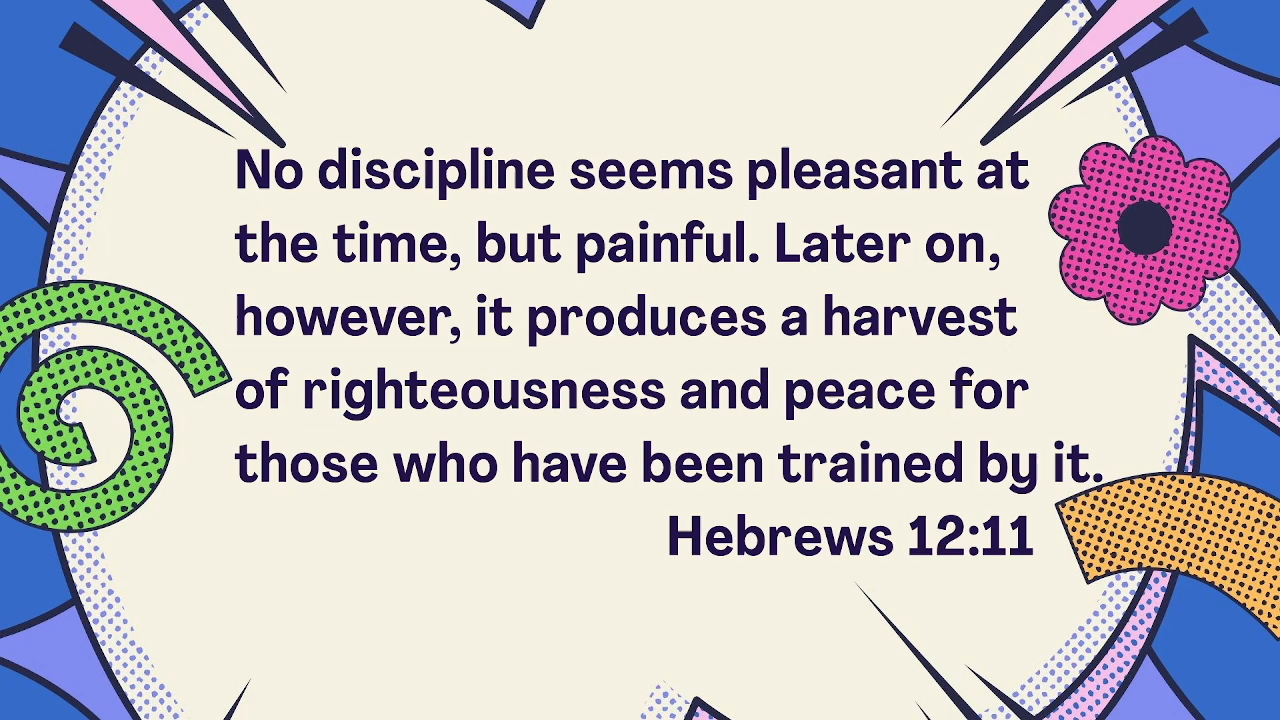 No discipline seems pleasant at
the time, but painful. Later on,
however, it produces a harvest
of righteousness and peace for
those who have been trained by it.
Hebrews 12:11